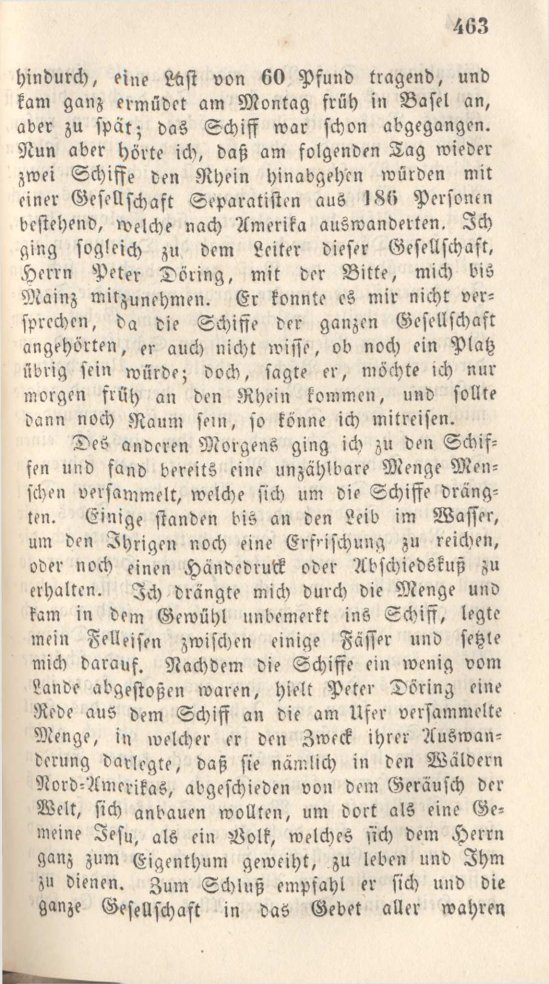 463
hindurch, eine Last von 60 Pfund tragend, und
kam ganz ermüdet am Montag früh in Basel an,
aber zu spät; das Schiff war schon abgegangen.
Nun aber hörte ich, daß am folgenden Tag wieder
zwei Schiffe den Rhein hinabgehen würden mit
einer Gesellschaft Separatisten aus 186 Personen
bestehend, welche nach Amerika auswanderten. Ich
ging sogleich zu dem Leiter dieser Gesellschaft,
Herrn Peter Döring, mit der Bitte, mich bis
Mainz mitzunehmen. Er konnte es mir nicht ver-
sprechen, da die Schiffe der ganzen Gesellschaft
angehörten, er auch nicht wisse, ob noch ein Platz
übrig sein würde; doch, sagte er, möchte ich nur
morgen früh an den Rhein kommen, und sollte
dann noch Raum sein, so könne ich mitreisen.
Des anderen Morgens ging ich zu den Schif-
fen und fand bereits eine unzählbare Menge Men-
schen versammelt, welche sich um die Schiffe dräng-
ten. Einige standen bis an den Leib im Wasser,
um den Ihrigen noch eine Erfrischung zu reichen,
oder noch einen Händedruck oder Abschiedskuß zu
erhalten. Ich drängte mich durch die Menge und
kam in dem Gewühl unbemerkt ins Schiff, legte
mein Felleisen zwischen einige Fässer und setzte
mich darauf. Nachdem die Schiffe ein wenig vom
Lande abgestoßen waren, hielt Peter Döring eine
Rede aus dem Schiff an die am Ufer versammelte
Menge, in welcher er den Zweck ihrer Auswan-
derung darlegte, daß sie nämlich in den Wäldern
Nord-Amerikas, abgeschieden von dem Geräusch der
Welt, sich anbauen wollten, um dort als eine Ge-
meine Jesu, als ein Volk, welches sich dem Herrn
ganz zum Eigenthum geweiht, zu leben und Ihm
zu dienen. Zum Schluß empfahl er sich und die
ganze Gesellschaft in das Gebet aller wahren